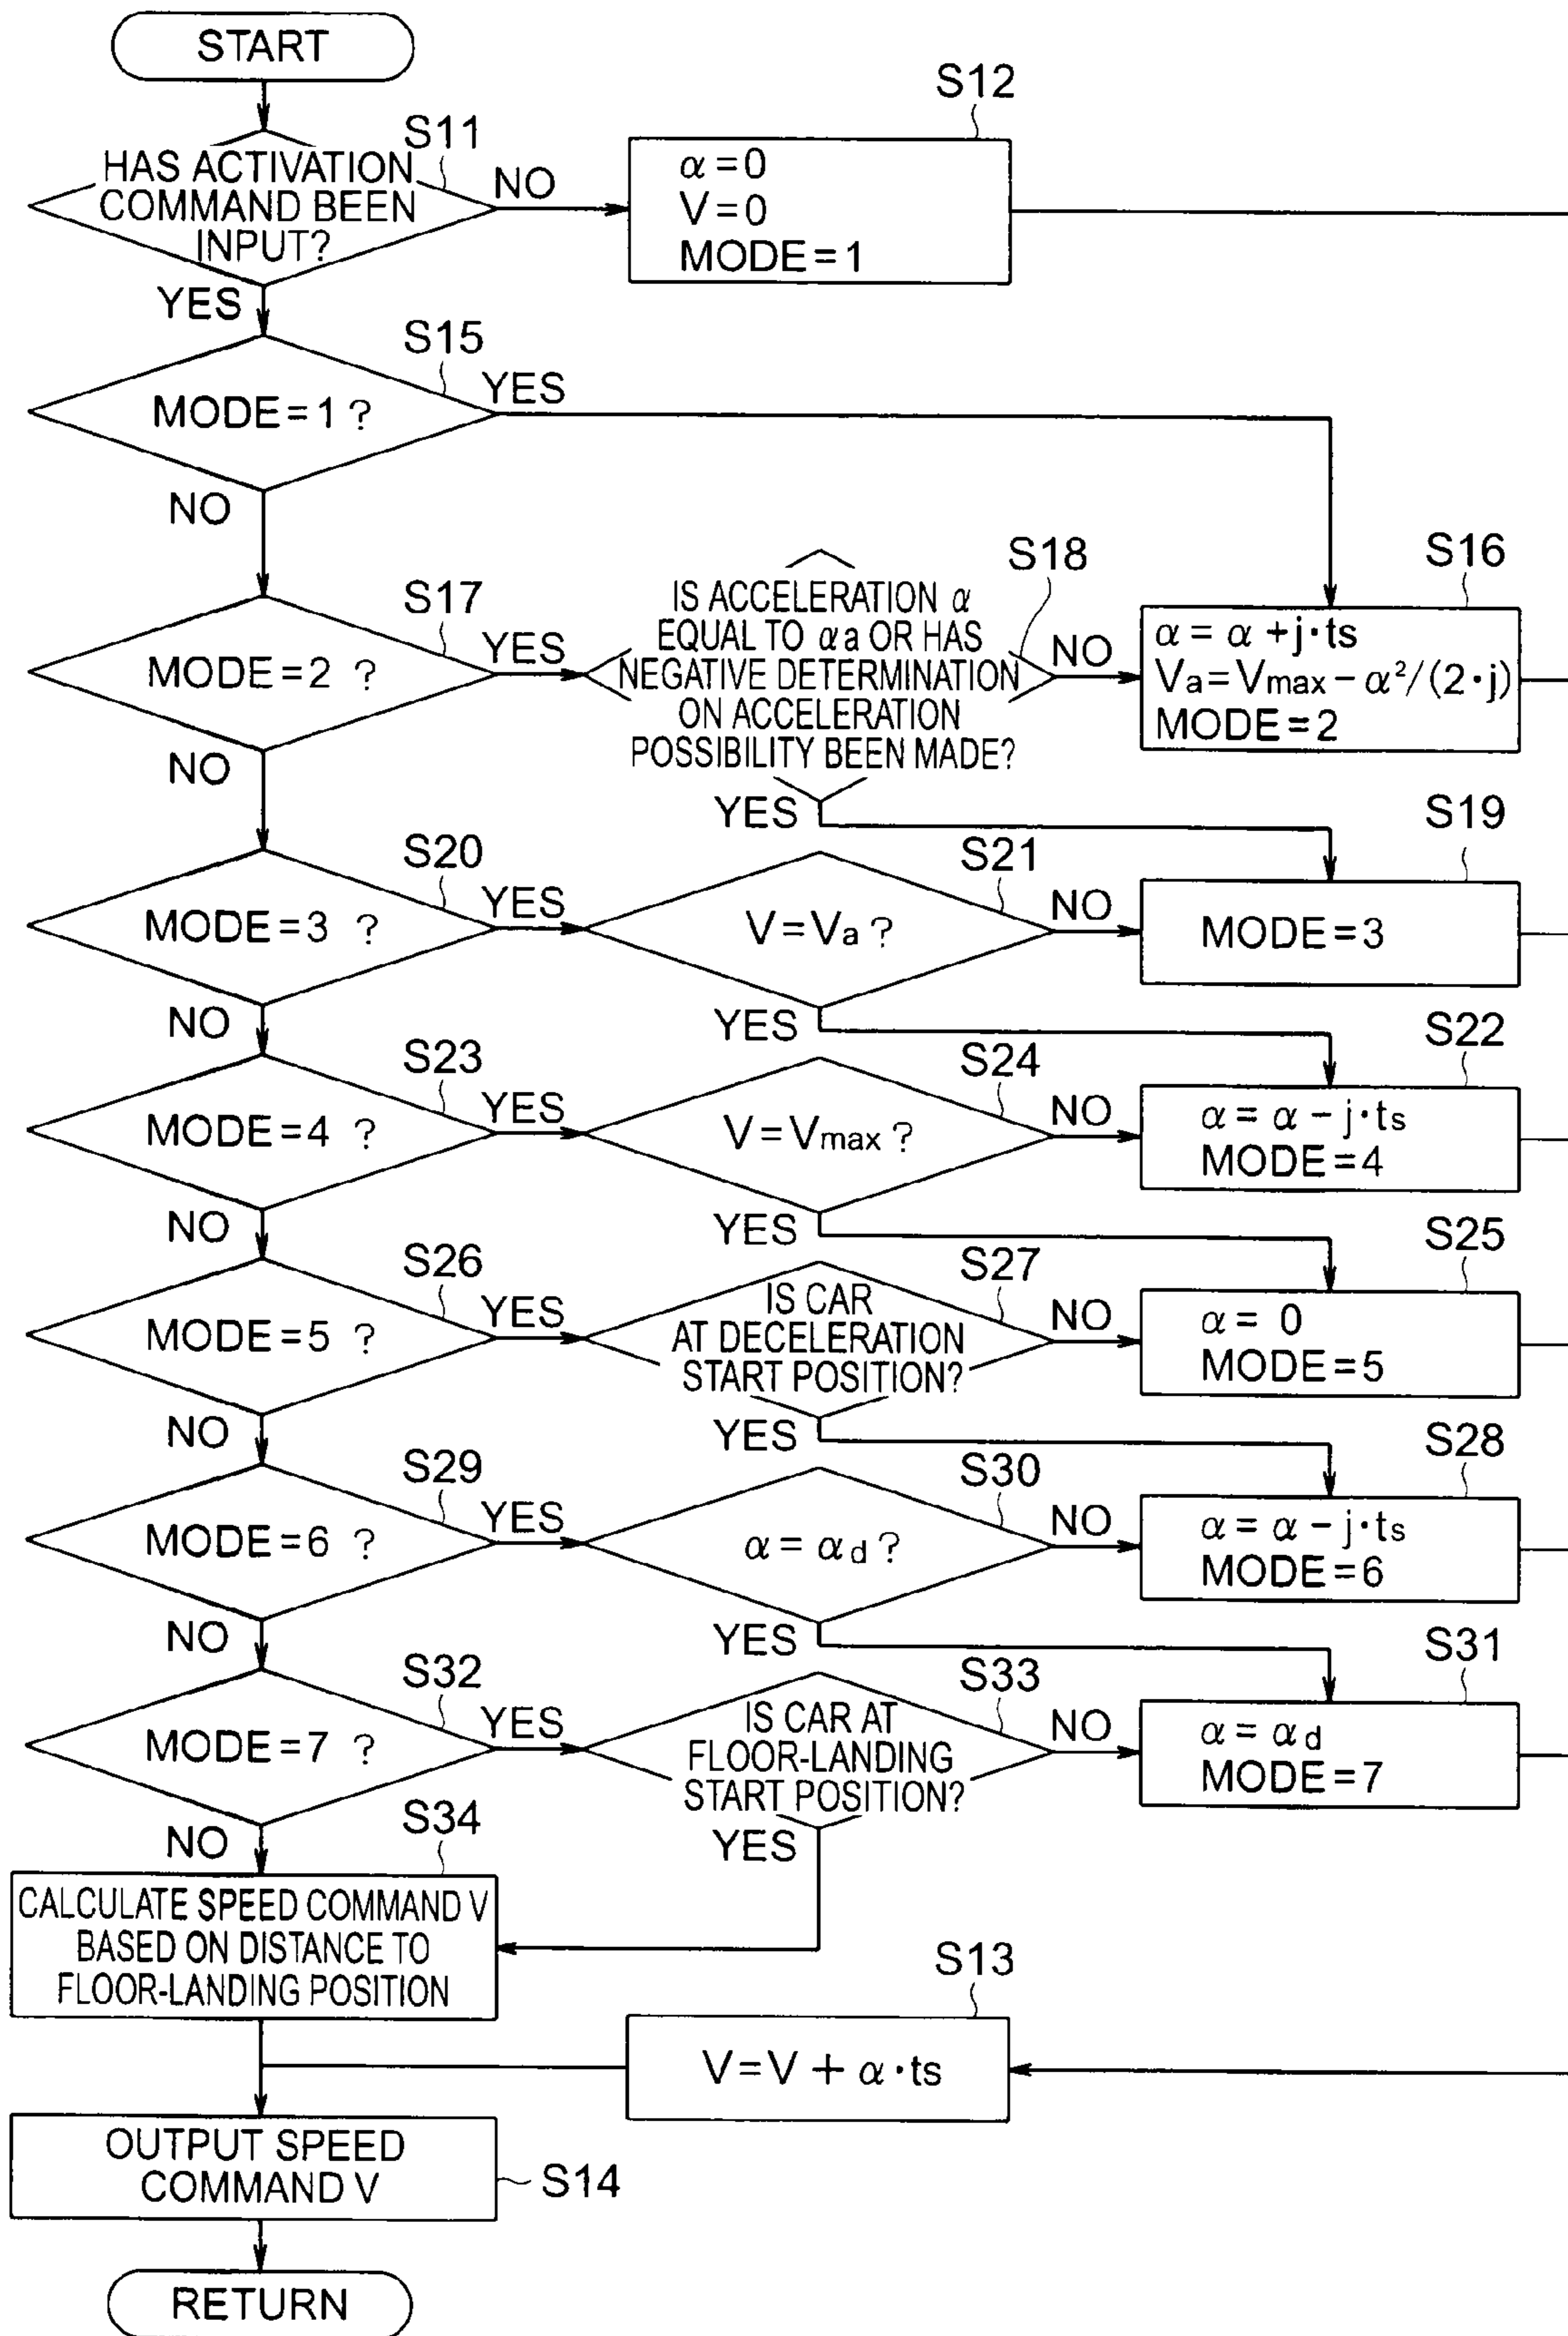 START
S11
HAS ACTIVATION
COMMAND BEEN
INPUT?
NO
YES
S12
α=0
V=0
MODE=1
S15
MODE=1?
YES
NO
S17
MODE=2 ?
YES
NO
S18
IS ACCELERATION α
EQUAL TO αa OR HAS
NEGATIVE DETERMINATION
ON ACCELERATION
POSSIBILITY BEEN MADE?
NO
YES
S16
α = α +j·ts
Va=Vmax－α²/(2·j)
MODE=2
S19
MODE=3
S20
MODE=3 ?
YES
NO
S21
V=Va?
NO
YES
S22
α = α－j·ts
MODE=4
S23
MODE=4 ?
YES
NO
S24
V=Vmax?
NO
YES
S25
α = 0
MODE=5
S26
MODE=5 ?
YES
NO
S27
IS CAR
AT DECELERATION
START POSITION?
NO
YES
S28
α = α－j·ts
MODE=6
S29
MODE=6 ?
YES
NO
S30
α = αd?
NO
YES
S31
α = αd
MODE=7
S32
MODE=7 ?
YES
NO
S33
IS CAR AT
FLOOR-LANDING
START POSITION?
NO
YES
S34
CALCULATE SPEED COMMAND V
BASED ON DISTANCE TO
FLOOR-LANDING POSITION
S13
V=V + α·ts
OUTPUT SPEED
COMMAND V
S14
RETURN